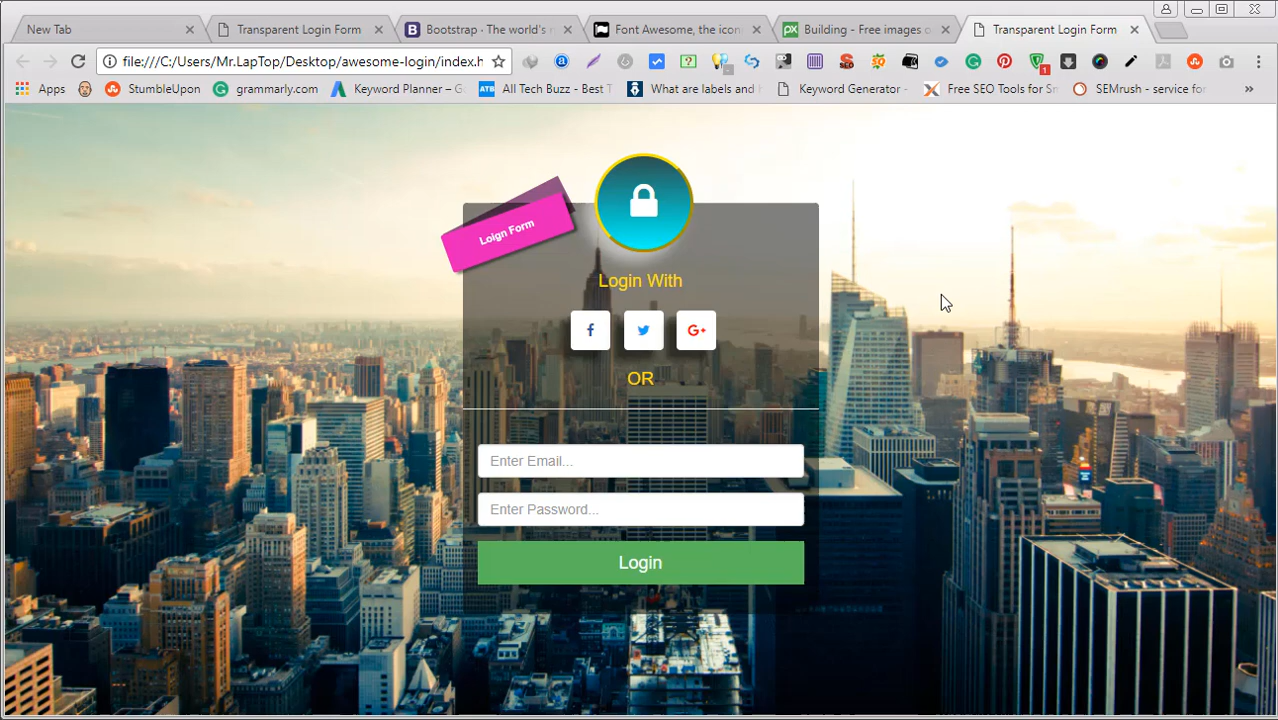 New Tab
Transparent Login Form
Bootstrap · The world's r
Font Awesome, the icon
Building - Free images o
Transparent Login Form
file:///C:/Users/Mr.LapTop/Desktop/awesome-login/index.h
Apps
StumbleUpon
grammarly.com
Keyword Planner – Go
All Tech Buzz - Best T
What are labels and h
Keyword Generator -
Free SEO Tools for Sm
SEMrush - service for
»
Loign Form
Login With
f
G+
OR
Enter Email...
Enter Password...
Login